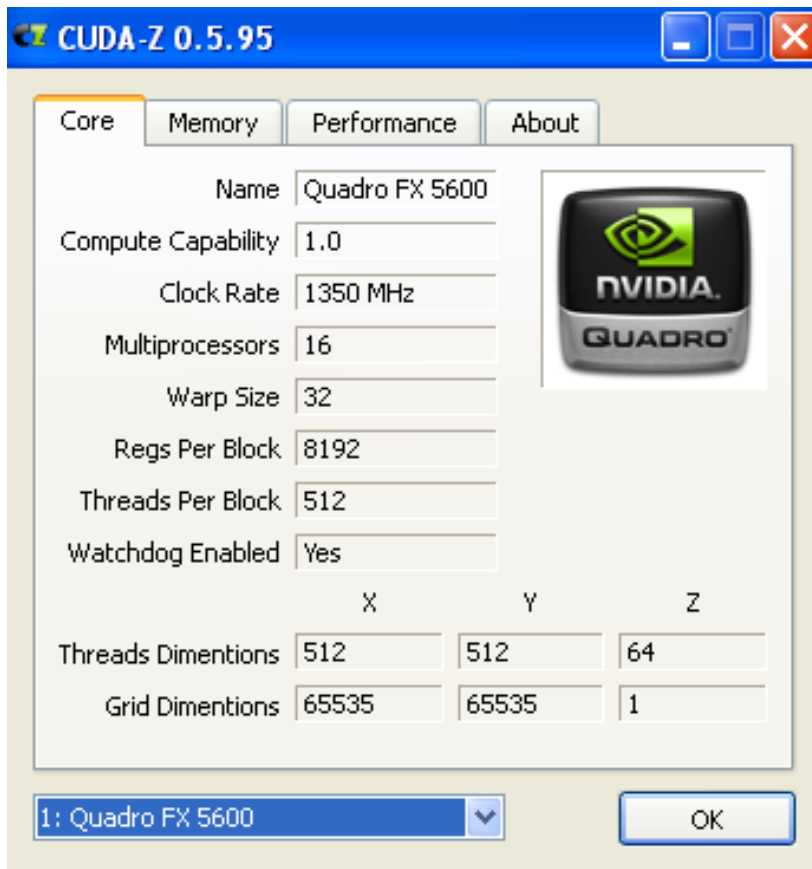 CUDA-Z 0.5.95
Core Memory Performance About
Name Quadro FX 5600
Compute Capability 1.0
Clock Rate 1350 MHz
Multiprocessors 16
Warp Size 32
Regs Per Block 8192
Threads Per Block 512
Watchdog Enabled Yes
X Y Z
Threads Dimentions 512 512 64
Grid Dimentions 65535 65535 1
NVIDIA.
QUADRO
1: Quadro FX 5600
OK